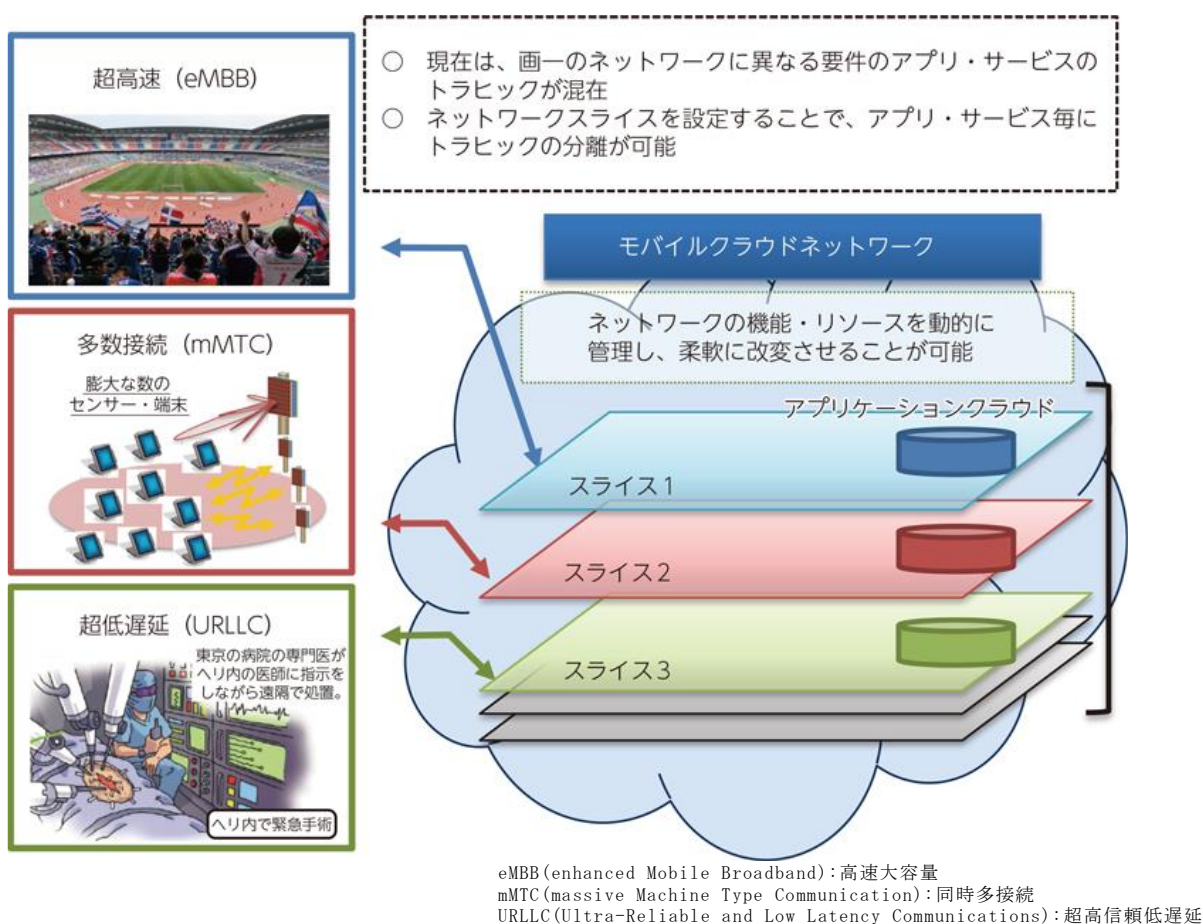 超高速（eMBB）
○ 現在は、画一のネットワークに異なる要件のアプリ・サービスの
トラヒックが混在
○ ネットワークスライスを設定することで、アプリ・サービス毎に
トラヒックの分離が可能
モバイルクラウドネットワーク
ネットワークの機能・リソースを動的に
管理し、柔軟に改変させることが可能
アプリケーションクラウド
スライス1
スライス2
スライス3
多数接続（mMTC）
膨大な数の
センサー・端末
超低遅延（URLLC）
東京の病院の専門医が
ヘリ内の医師に指示を
しながら遠隔で処置。
ヘリ内で緊急手術
eMBB(enhanced Mobile Broadband)：高速大容量
mMTC(massive Machine Type Communication)：同時多接続
URLLC(Ultra-Reliable and Low Latency Communications)：超高信頼低遅延